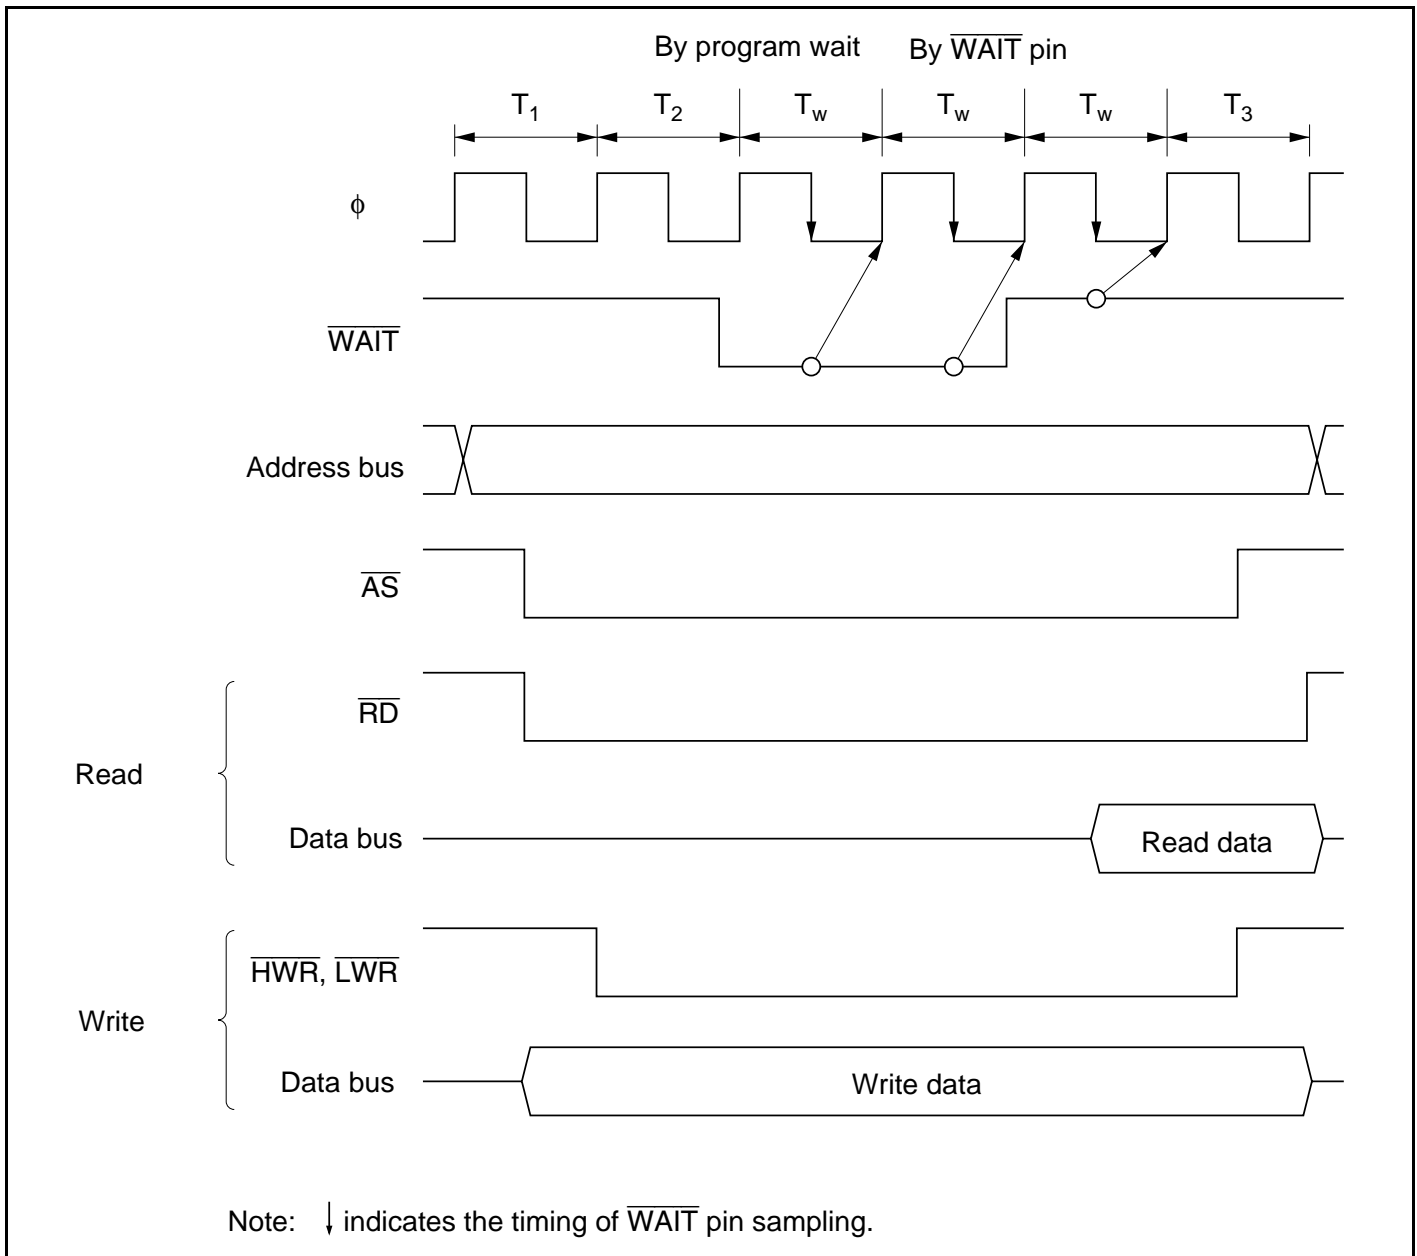 By program wait By WAIT pin
T1 T2 Tw Tw Tw T3
ϕ
WAIT
Address bus
AS
RD
Read
Data bus
Read data
HWR, LWR
Write
Data bus
Write data
Note: ↓ indicates the timing of WAIT pin sampling.